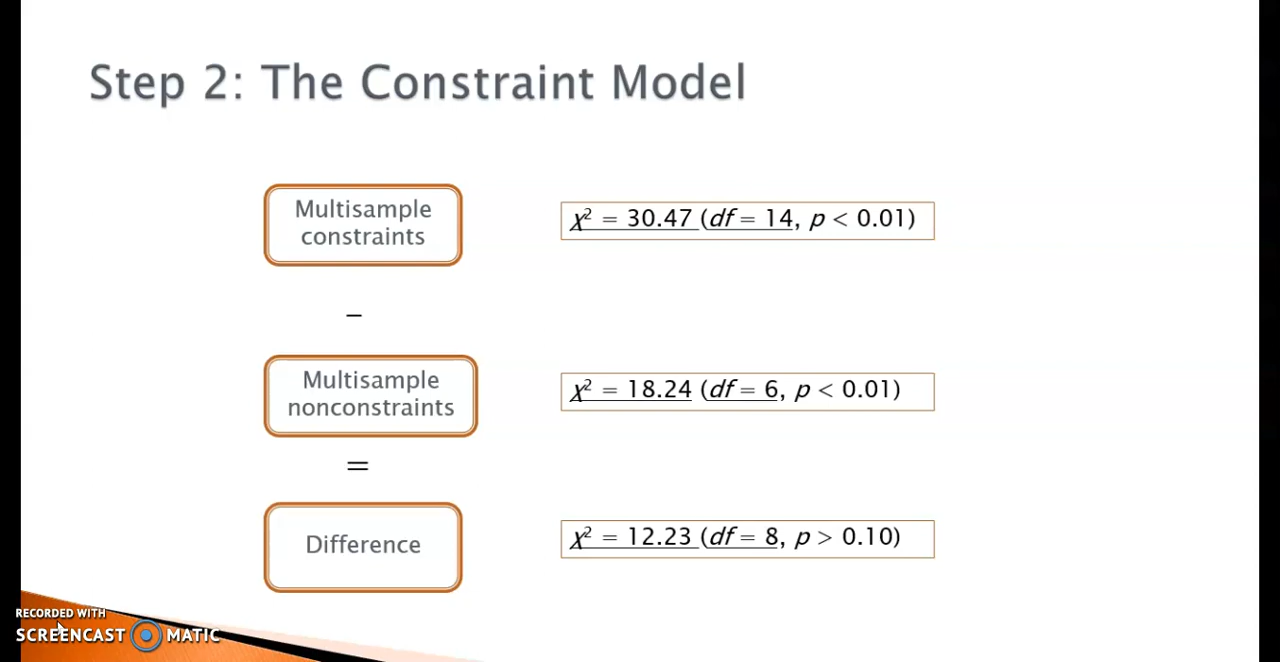 Step 2: The Constraint Model
Multisample
constraints
χ² = 30.47 (df = 14, p < 0.01)
–
Multisample
nonconstraints
χ² = 18.24 (df = 6, p < 0.01)
=
Difference
χ² = 12.23 (df = 8, p > 0.10)
RECORDED WITH
SCREENCAST MATIC